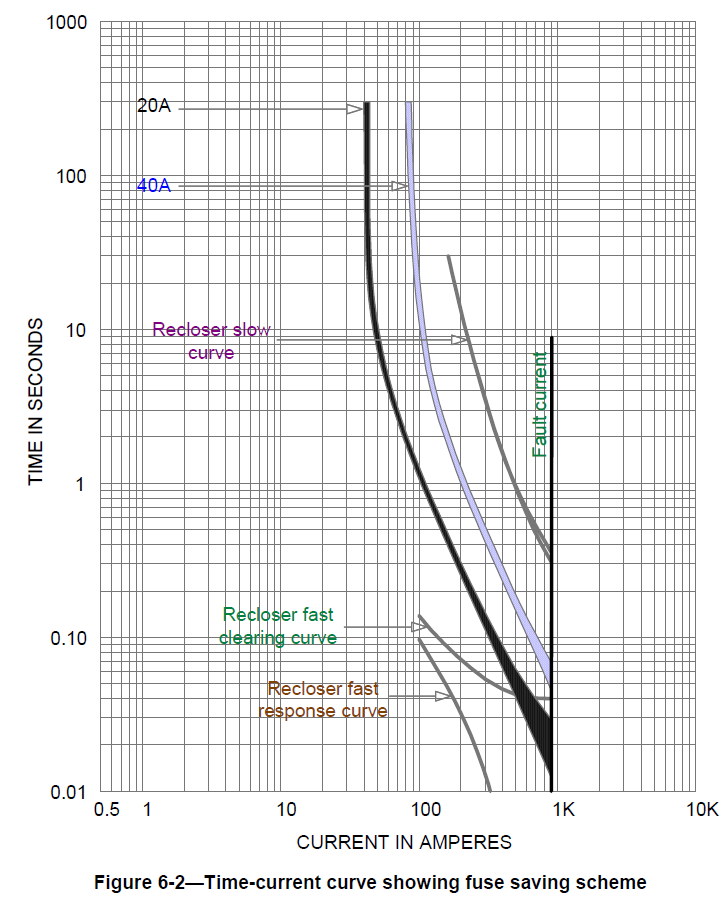 1000
20A
100
40A
10
Recloser slow
curve
Fault current
TIME IN SECONDS
1
Recloser fast
clearing curve
0.10
Recloser fast
response curve
0.01
0.5 1 10 100 1K 10K
CURRENT IN AMPERES
Figure 6-2—Time-current curve showing fuse saving scheme